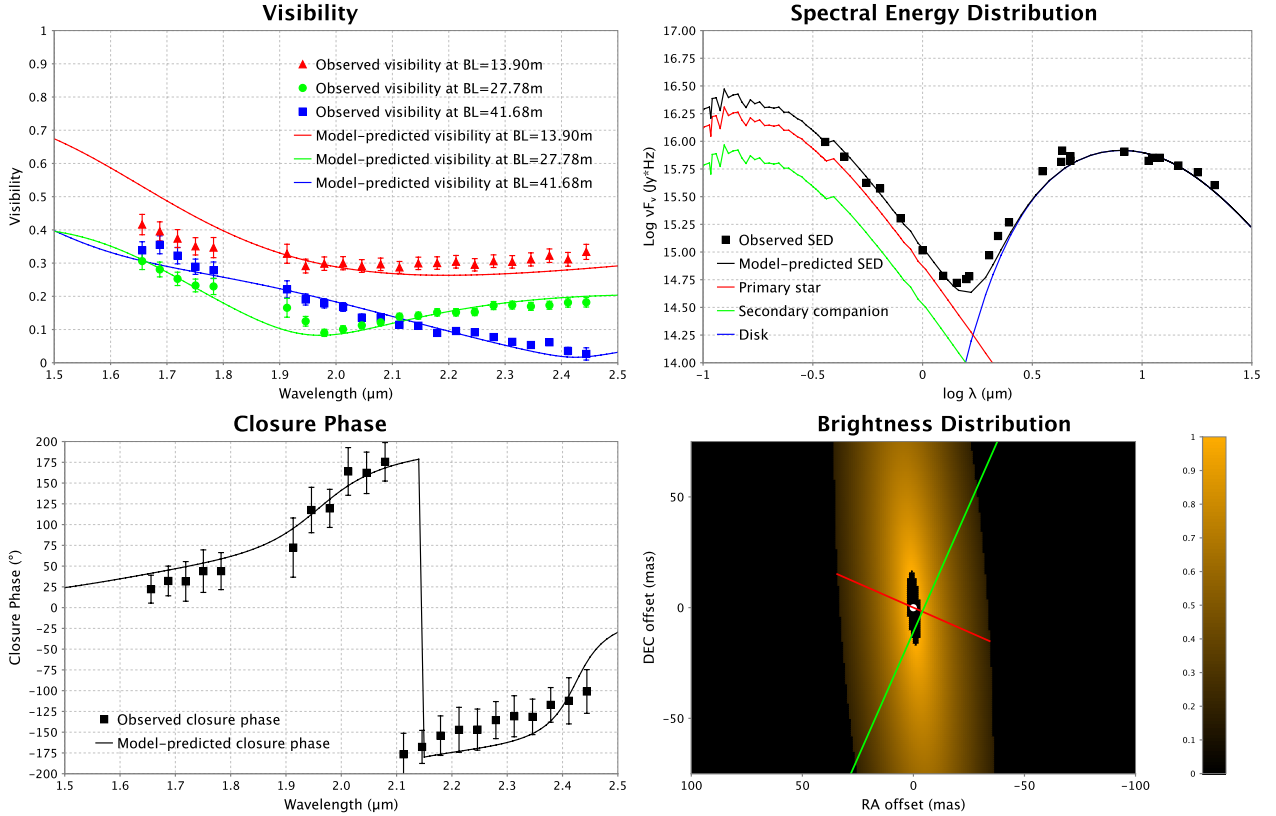 Visibility
1
0.9
0.8
0.7
0.6
0.5
0.4
0.3
0.2
0.1
0
Visibility
Observed visibility at BL=13.90m
Observed visibility at BL=27.78m
Observed visibility at BL=41.68m
Model-predicted visibility at BL=13.90m
Model-predicted visibility at BL=27.78m
Model-predicted visibility at BL=41.68m
1.5 1.6 1.7 1.8 1.9 2.0 2.1 2.2 2.3 2.4 2.5
Wavelength (μm)
Spectral Energy Distribution
17.00
16.75
16.50
16.25
16.00
15.75
15.50
15.25
15.00
14.75
14.50
14.25
14.00
Log νFν (Jy*Hz)
Observed SED
Model-predicted SED
Primary star
Secondary companion
Disk
-1 -0.5 0 0.5 1 1.5
log λ (μm)
Closure Phase
200
175
150
125
100
75
50
25
0
-25
-50
-75
-100
-125
-150
-175
-200
Closure Phase (°)
Observed closure phase
Model-predicted closure phase
1.5 1.6 1.7 1.8 1.9 2.0 2.1 2.2 2.3 2.4 2.5
Wavelength (μm)
Brightness Distribution
50
0
-50
DEC offset (mas)
100 50 0 -50 -100
RA offset (mas)
1
0.9
0.8
0.7
0.6
0.5
0.4
0.3
0.2
0.1
0